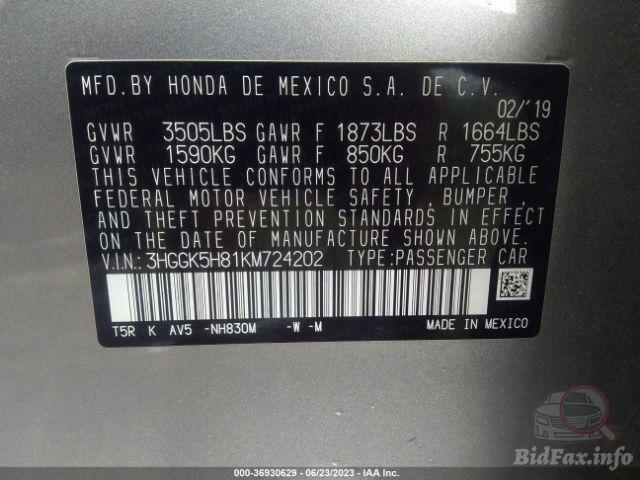 MFD.BY HONDA DE MEXICO S.A. DE C.V.
02/'19
GVWR 3505LBS GAWR F 1873LBS R 1664LBS
GVWR 1590KG GAWR F 850KG R 755KG
THIS VEHICLE CONFORMS TO ALL APPLICABLE
FEDERAL MOTOR VEHICLE SAFETY , BUMPER ,
AND THEFT PREVENTION STANDARDS IN EFFECT
ON THE DATE OF MANUFACTURE SHOWN ABOVE.
V.I.N.: 3HGGK5H81KM724202 TYPE:PASSENGER CAR
T5R K AV5 -NH830M -W -M MADE IN MEXICO
BidFax.info
000-36930629 - 06/23/2023 - IAA Inc.